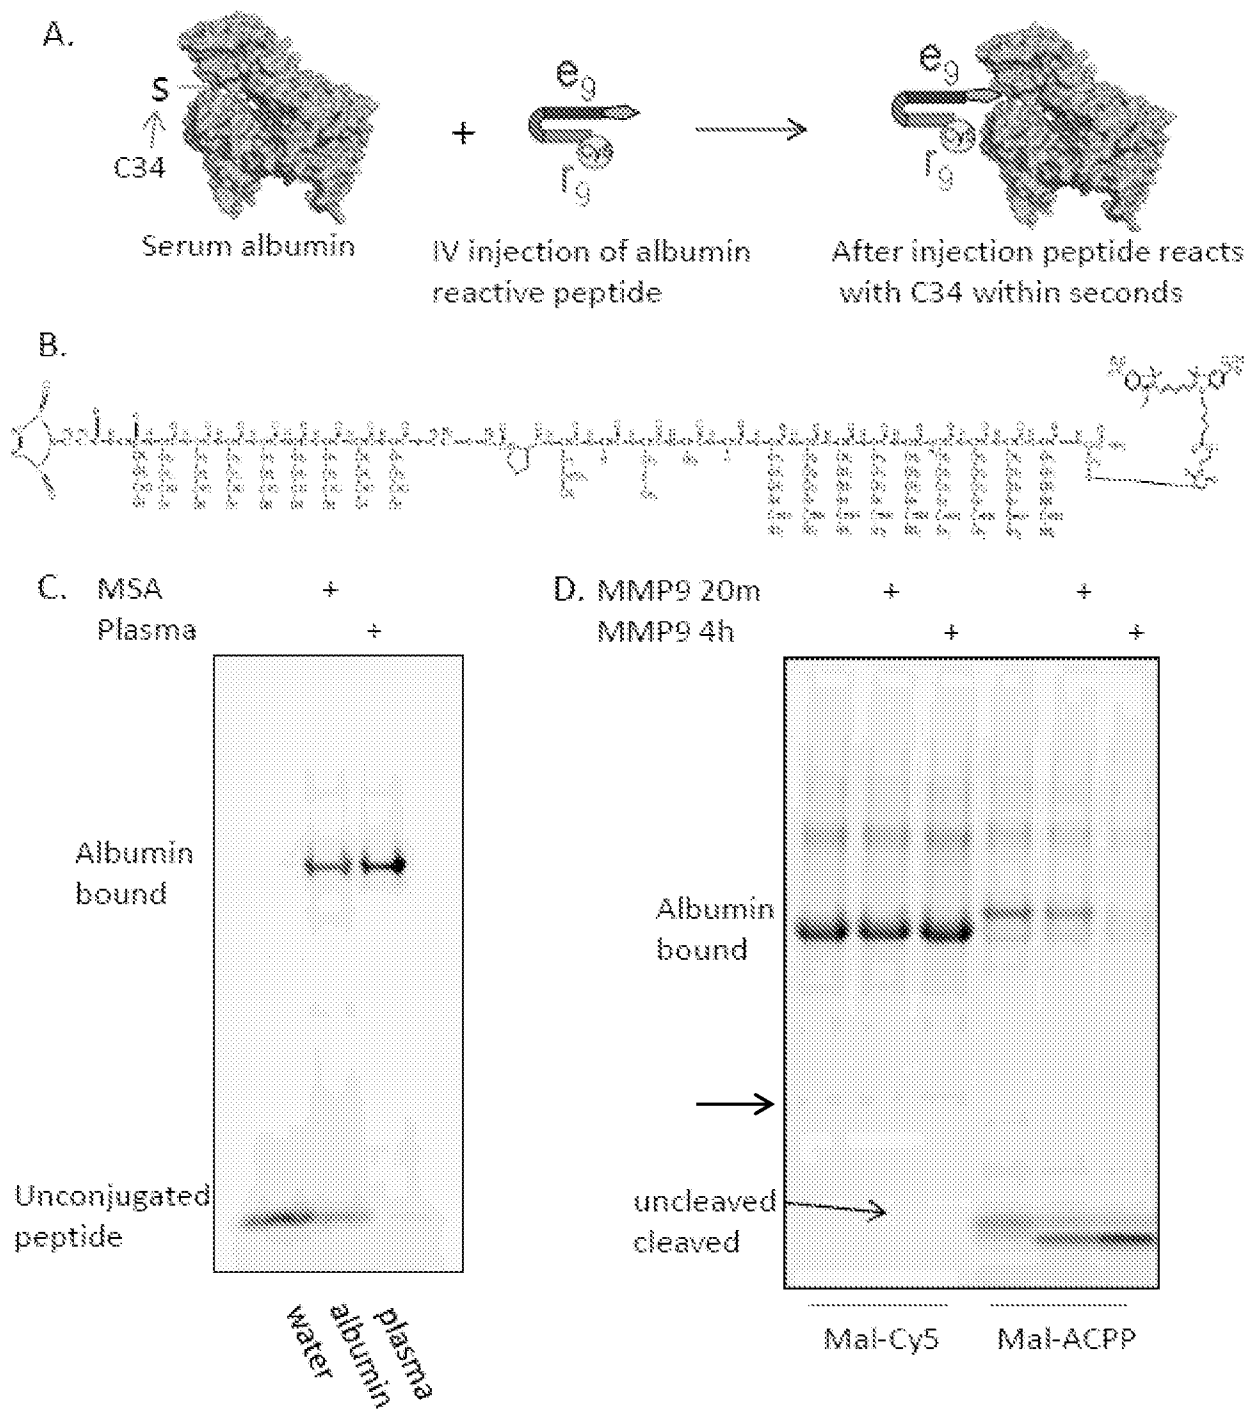 A.
S
C34
Serum albumin
+
e9
Cy5
r9
IV injection of albumin
reactive peptide
e9
Cy5
r9
After injection peptide reacts
with C34 within seconds
B.
C. MSA +
Plasma +
Albumin
bound
Unconjugated
peptide
water
albumin
plasma
D. MMP9 20m + +
MMP9 4h + +
Albumin
bound
uncleaved
cleaved
Mal-Cy5
Mal-ACPP